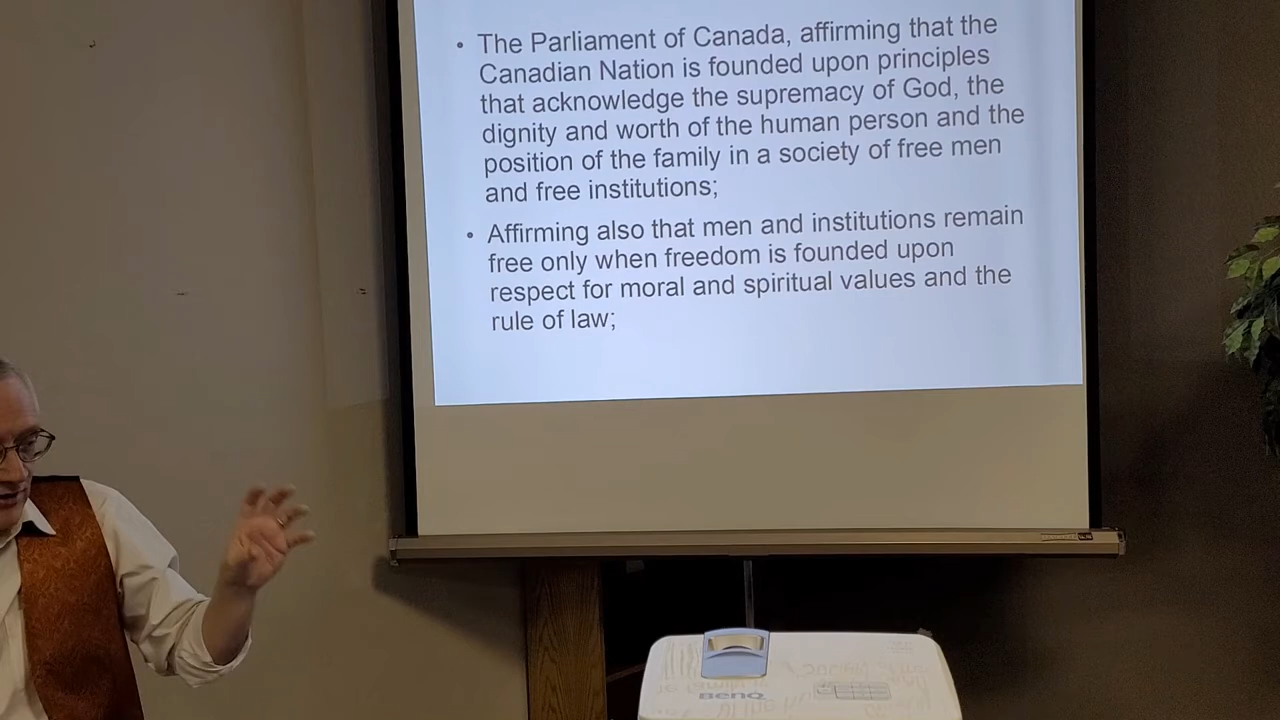 • The Parliament of Canada, affirming that the
Canadian Nation is founded upon principles
that acknowledge the supremacy of God, the
dignity and worth of the human person and the
position of the family in a society of free men
and free institutions;
• Affirming also that men and institutions remain
free only when freedom is founded upon
respect for moral and spiritual values and the
rule of law;
BenQ